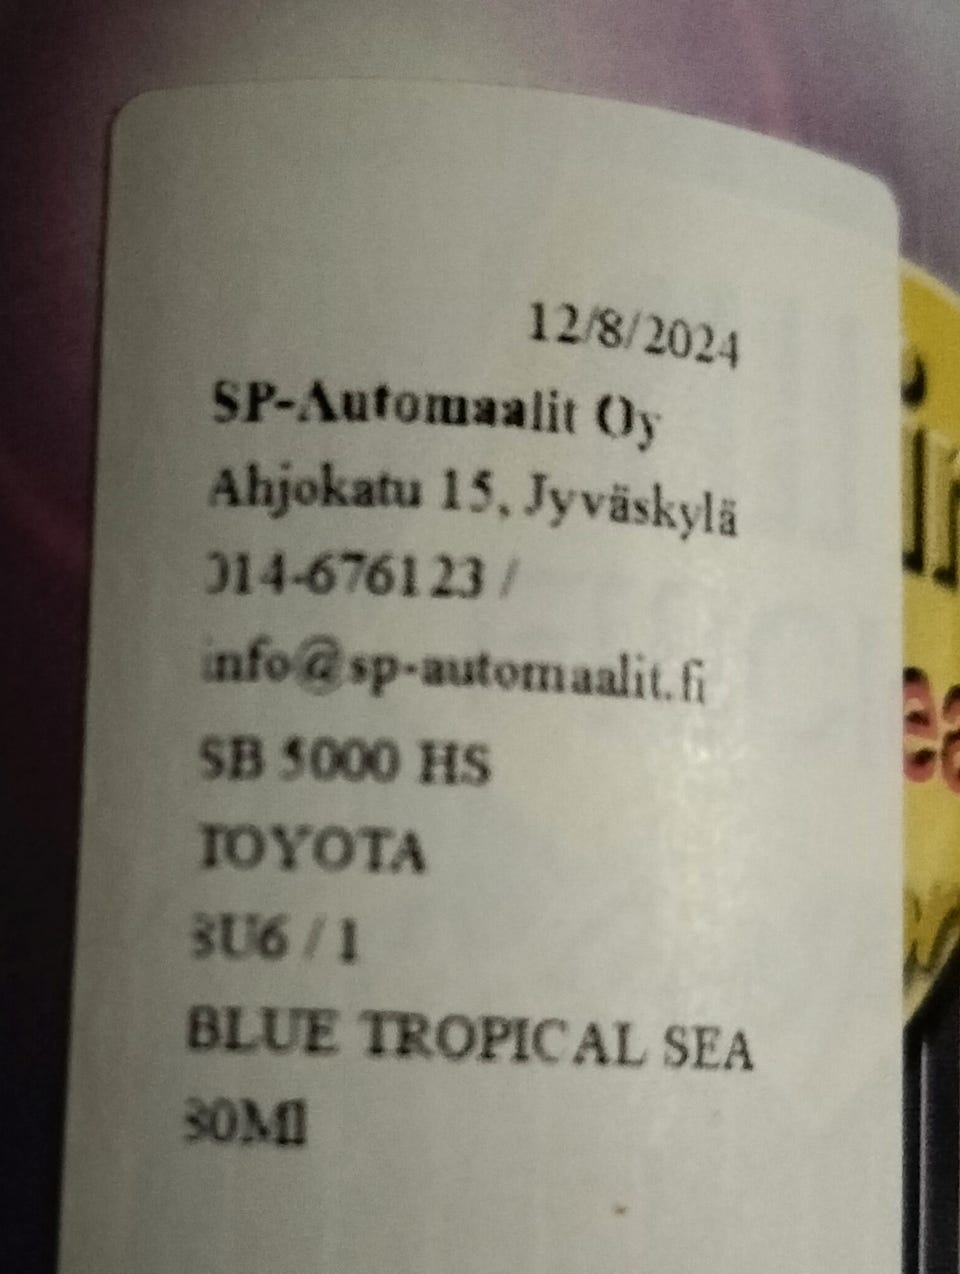 12/8/2024
SP-Automaalit Oy
Ahjokatu 15, Jyväskylä
014-676123 /
info@sp-automaalit.fi
SB 5000 HS
TOYOTA
8U6 / 1
BLUE TROPICAL SEA
30Ml